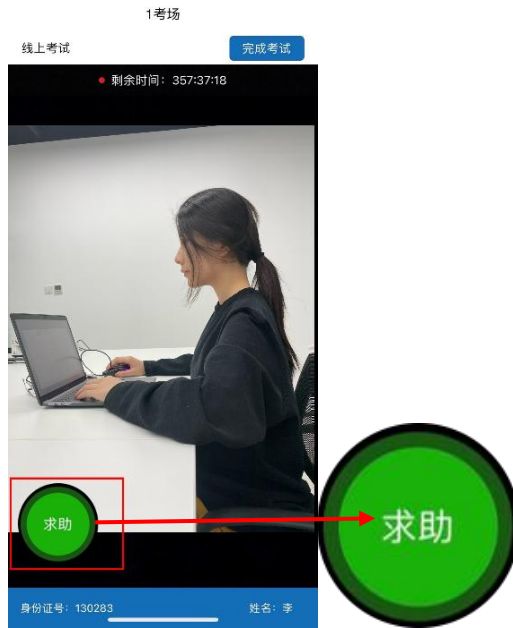 1考场
线上考试
完成考试
剩余时间：357:37:18
求助
求助
身份证号：130283
姓名：李